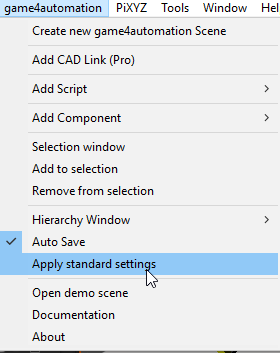 game4automation PiXYZ Tools Window Hel
Create new game4automation Scene
Add CAD Link (Pro)
Add Script
Add Component
Selection window
Add to selection
Remove from selection
Hierarchy Window
Auto Save
Apply standard settings
Open demo scene
Documentation
About